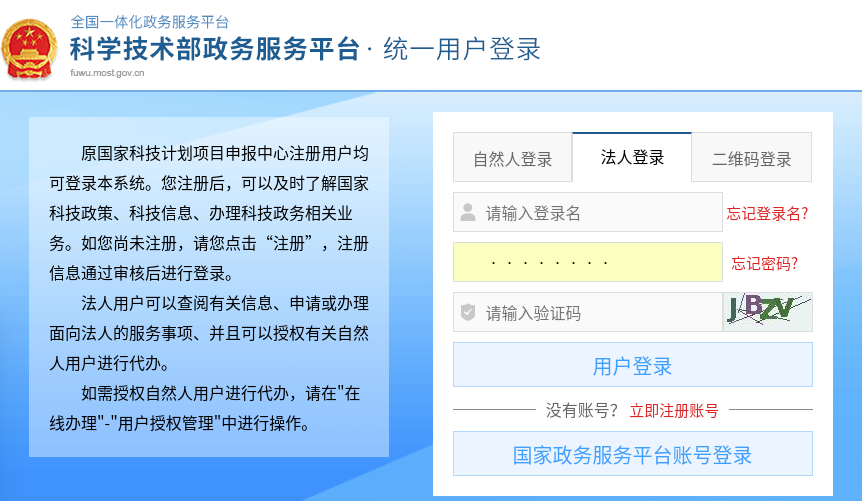 全国一体化政务服务平台
科学技术部政务服务平台 · 统一用户登录
fuwu.most.gov.cn
原国家科技计划项目申报中心注册用户均
可登录本系统。您注册后，可以及时了解国家
科技政策、科技信息、办理科技政务相关业
务。如您尚未注册，请您点击“注册”，注册
信息通过审核后进行登录。
法人用户可以查阅有关信息、申请或办理
面向法人的服务事项、并且可以授权有关自然
人用户进行代办。
如需授权自然人用户进行代办，请在"在
线办理"-"用户授权管理"中进行操作。
自然人登录 法人登录 二维码登录
请输入登录名 忘记登录名?
········ 忘记密码?
请输入验证码 JBZV
用户登录
没有账号? 立即注册账号
国家政务服务平台账号登录